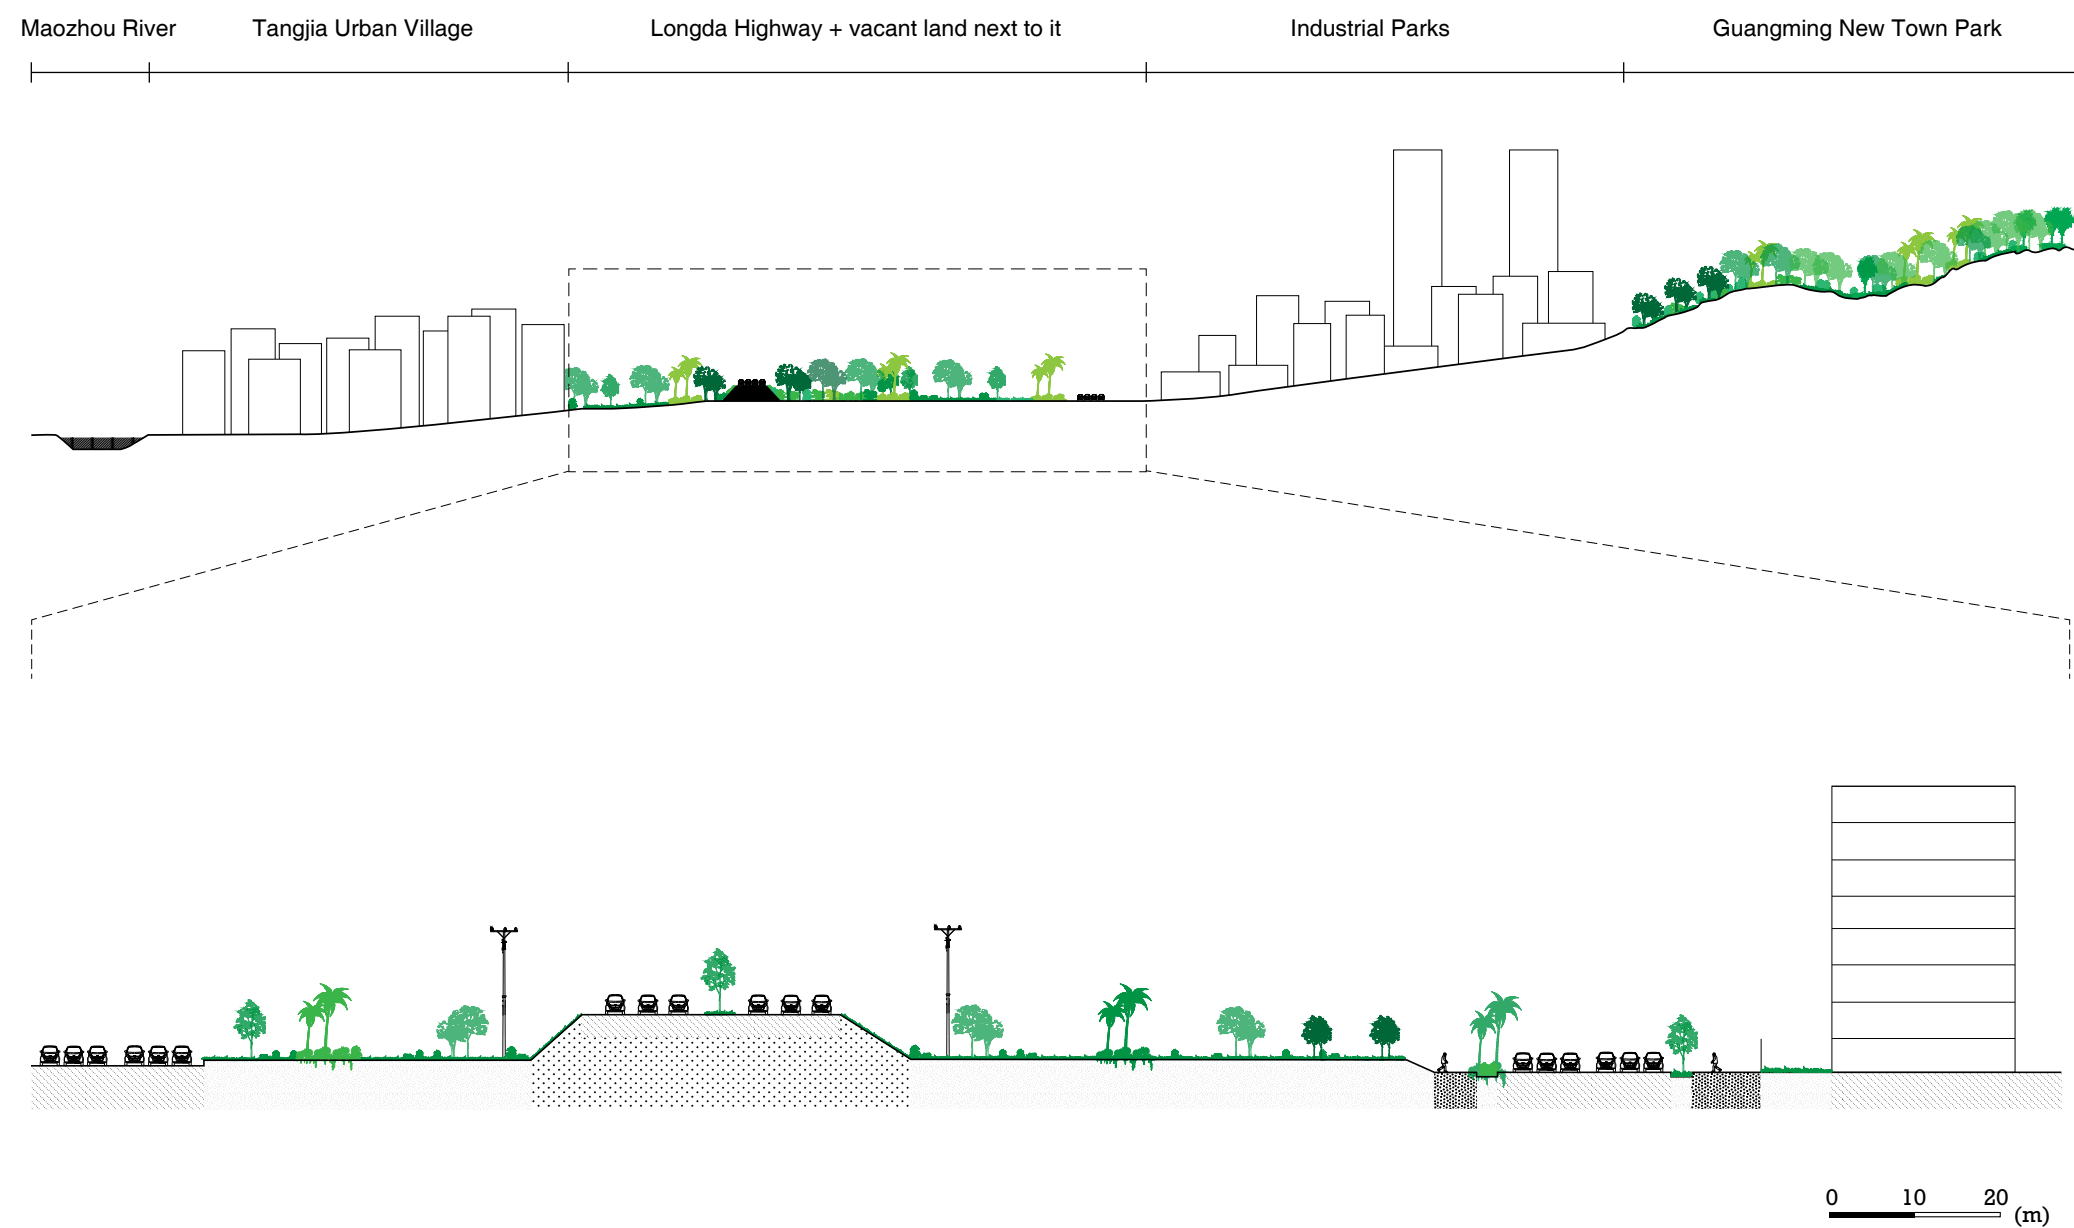 Maozhou River
Tangjia Urban Village
Longda Highway + vacant land next to it
Industrial Parks
Guangming New Town Park
0 10 20 (m)